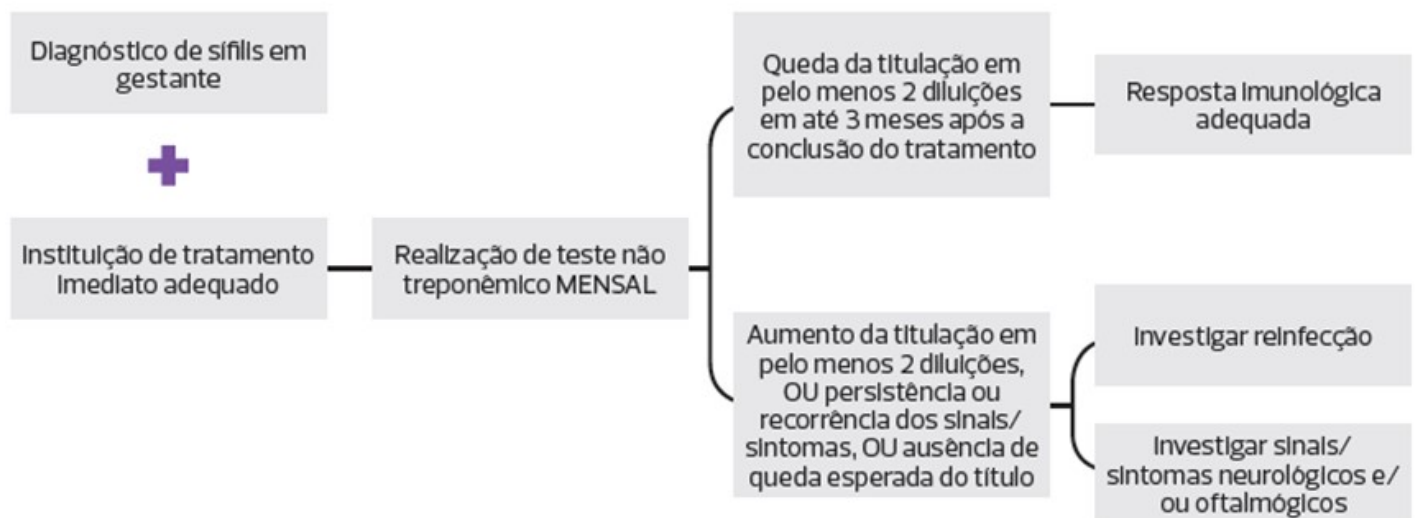 Diagnóstico de sífilis em
gestante
Instituição de tratamento
imediato adequado
Realização de teste não
treponêmico MENSAL
Queda da titulação em
pelo menos 2 diluições
em até 3 meses após a
conclusão do tratamento
Resposta imunológica
adequada
Aumento da titulação em
pelo menos 2 diluições,
OU persistência ou
recorrência dos sinais/
sintomas, OU ausência de
queda esperada do título
Investigar reinfecção
Investigar sinais/
sintomas neurológicos e/
ou oftalmógicos